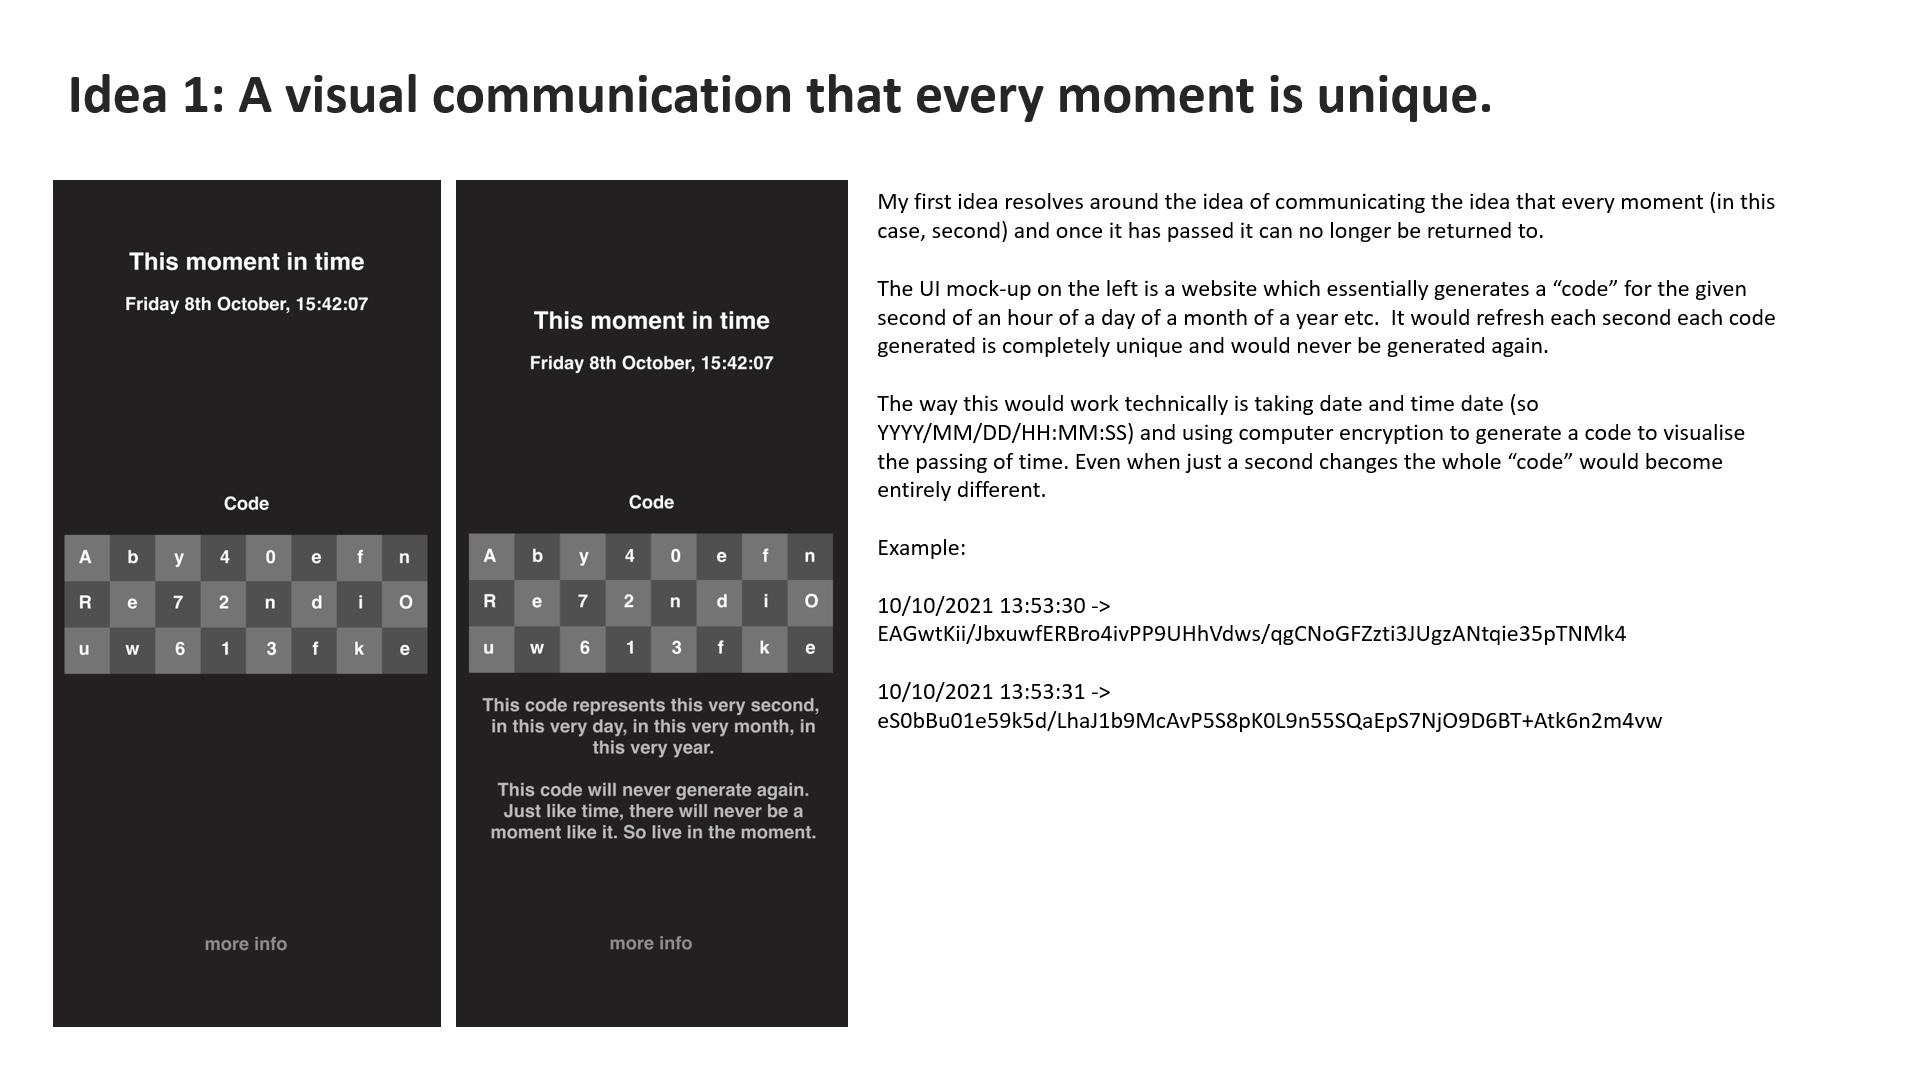 Idea 1: A visual communication that every moment is unique.
This moment in time
Friday 8th October, 15:42:07
Code
A b y 4 0 e f n
R e 7 2 n d i O
u w 6 1 3 f k e
more info
This moment in time
Friday 8th October, 15:42:07
Code
A b y 4 0 e f n
R e 7 2 n d i O
u w 6 1 3 f k e
This code represents this very second,
in this very day, in this very month, in
this very year.
This code will never generate again.
Just like time, there will never be a
moment like it. So live in the moment.
more info
My first idea resolves around the idea of communicating the idea that every moment (in this
case, second) and once it has passed it can no longer be returned to.
The UI mock-up on the left is a website which essentially generates a “code” for the given
second of an hour of a day of a month of a year etc.  It would refresh each second each code
generated is completely unique and would never be generated again.
The way this would work technically is taking date and time date (so
YYYY/MM/DD/HH:MM:SS) and using computer encryption to generate a code to visualise
the passing of time. Even when just a second changes the whole “code” would become
entirely different.
Example:
10/10/2021 13:53:30 ->
EAGwtKii/JbxuwfERBro4ivPP9UHhVdws/qgCNoGFZzti3JUgzANtqie35pTNMk4
10/10/2021 13:53:31 ->
eS0bBu01e59k5d/LhaJ1b9McAvP5S8pK0L9n55SQaEpS7NjO9D6BT+Atk6n2m4vw